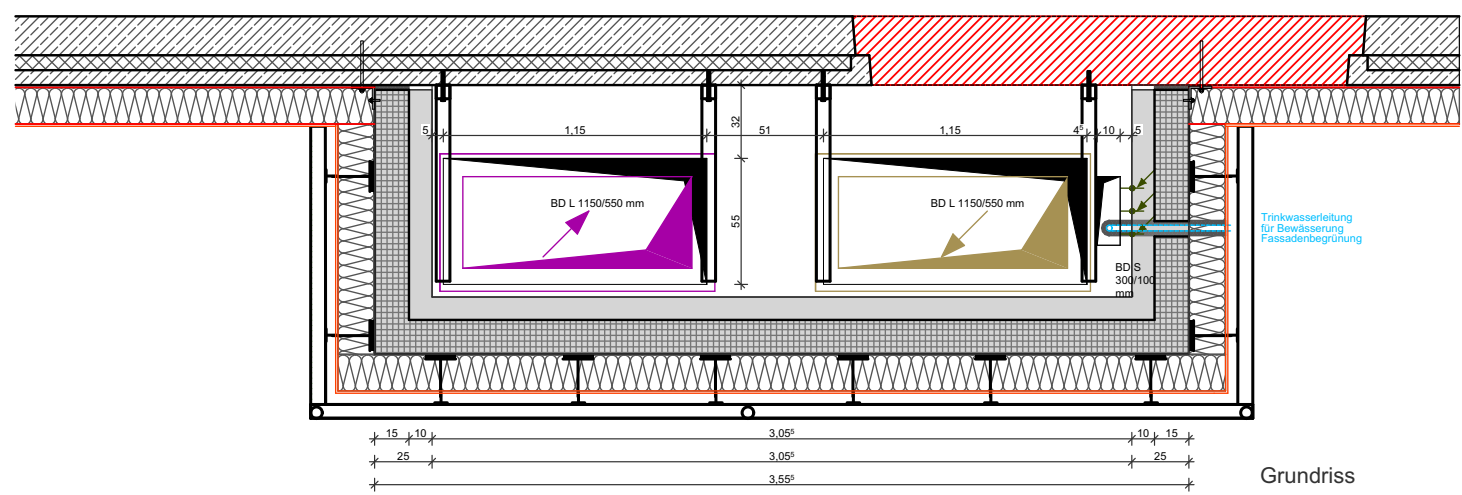 5 1,15 51 1,15 4⁵ 10 5
32
55
BD L 1150/550 mm
BD L 1150/550 mm
Trinkwasserleitung
für Bewässerung
Fassadenbegrünung
BD S
300/100
mm
15 10 3,05⁵ 10 15
25 3,05⁵ 25
3,55⁵
Grundriss